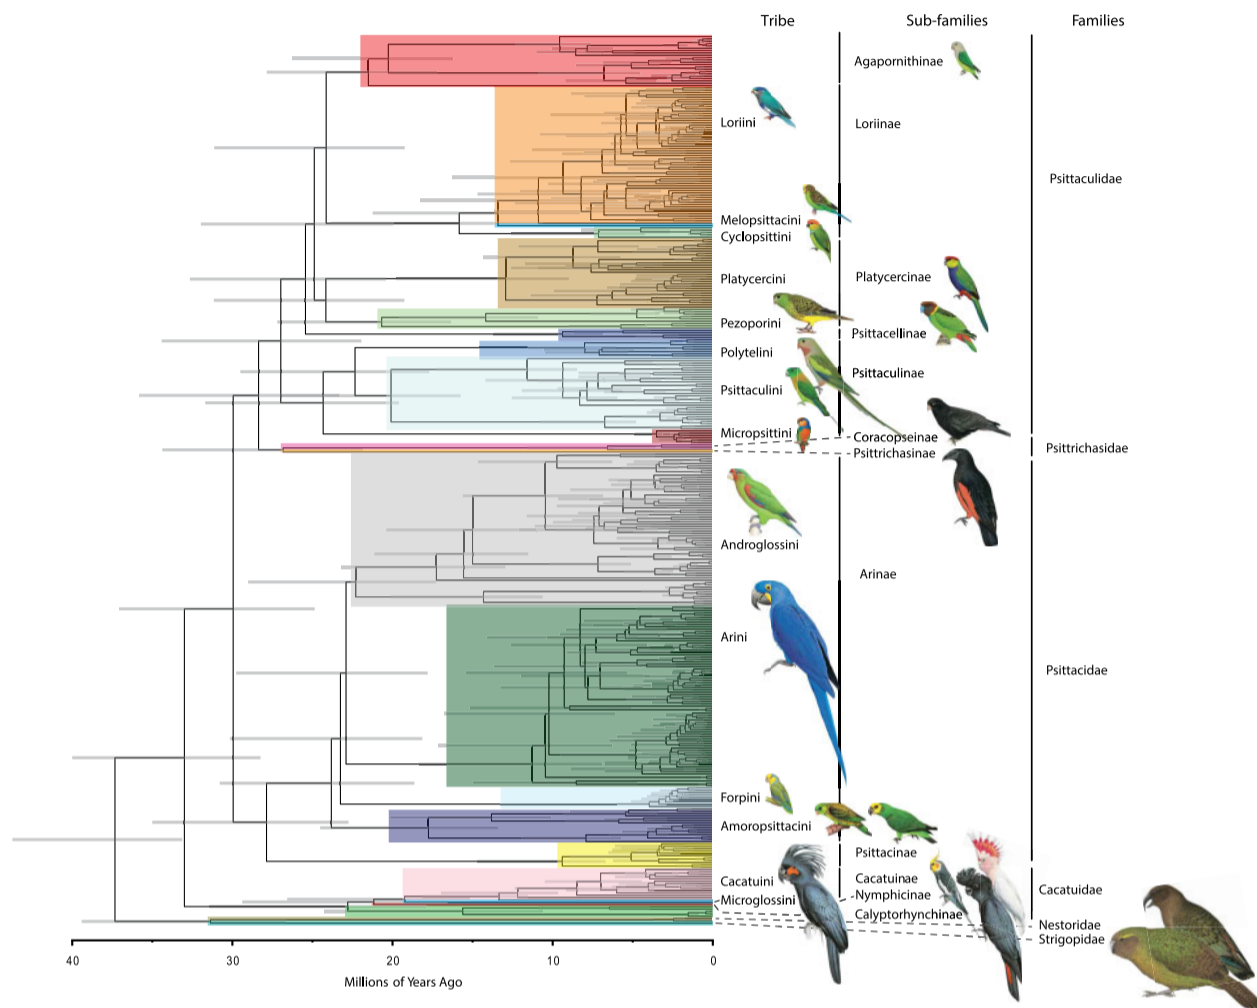 Tribe
Sub-families
Families
Agapornithinae
Loriini
Loriinae
Psittaculidae
Melopsittacini
Cyclopsittini
Platycercini
Platycercinae
Pezoporini
Psittacellinae
Polytelini
Psittaculinae
Psittaculini
Micropsittini
Coracopseinae
Psittrichasidae
Psittrichasinae
Androglossini
Arinae
Arini
Psittacidae
Forpini
Amoropsittacini
Psittacinae
Cacatuini
Cacatuinae
Cacatuidae
Microglossini
Nymphicinae
Calyptorhynchinae
Nestoridae
Strigopidae
40
30
20
10
0
Millions of Years Ago